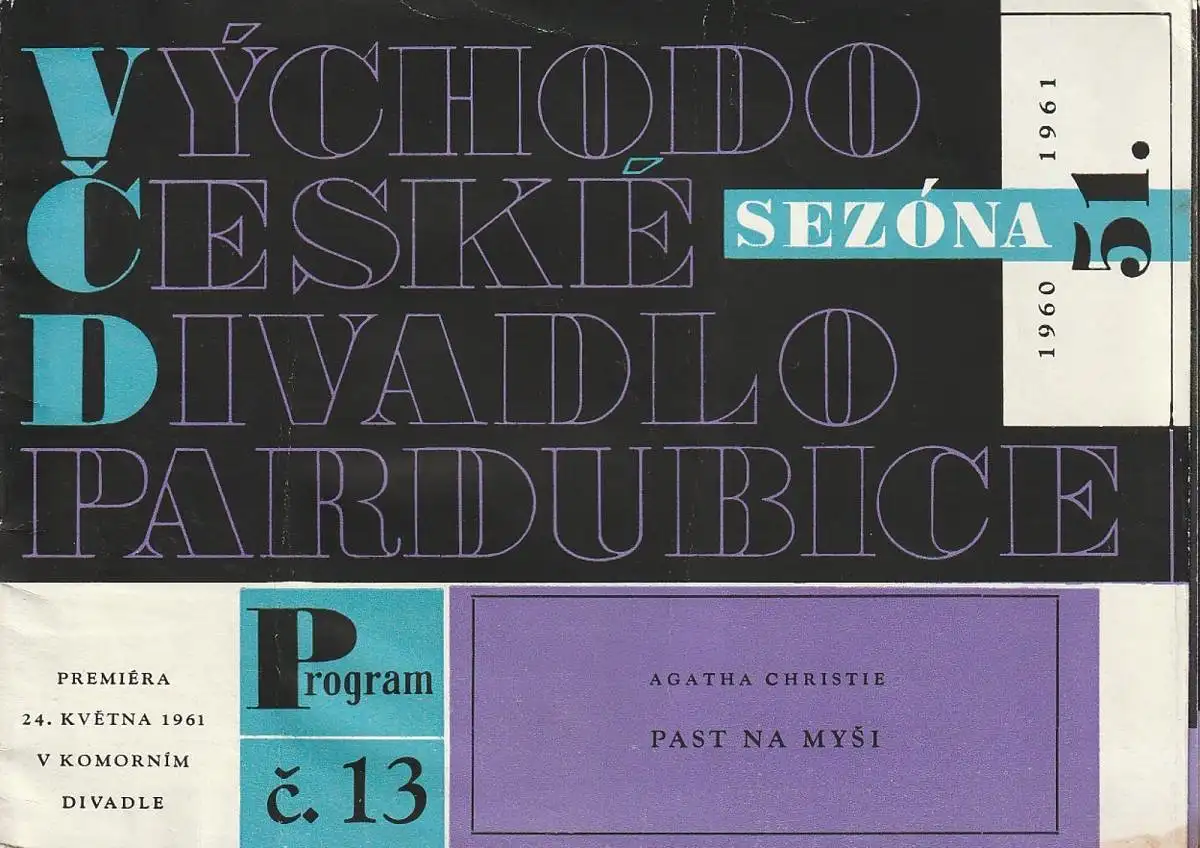 VÝCHODO
ČESKÉ
DIVADLO
PARDUBICE
SEZÓNA
51.
1960 1961
PREMIÉRA
24. KVĚTNA 1961
V KOMORNÍM
DIVADLE
Program
č. 13
AGATHA CHRISTIE
PAST NA MYŠI